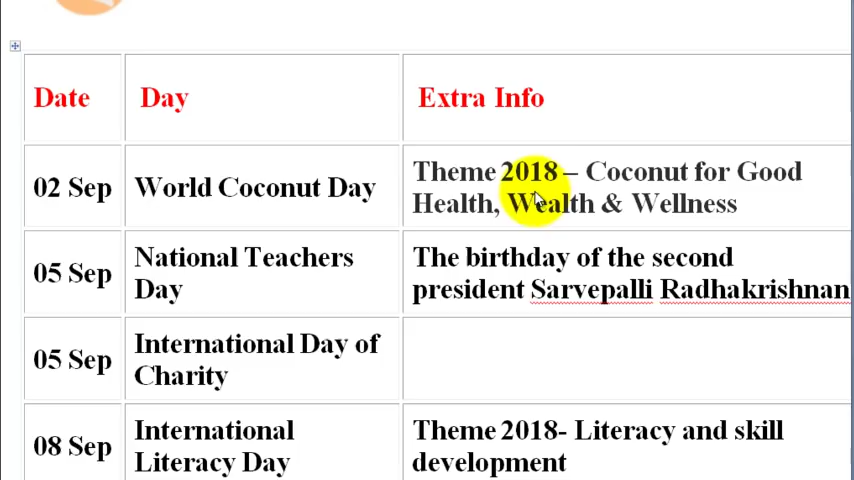 Date Day Extra Info
02 Sep World Coconut Day Theme 2018 – Coconut for Good
Health, Wealth & Wellness
05 Sep National Teachers
Day The birthday of the second
president Sarvepalli Radhakrishnan
05 Sep International Day of
Charity
08 Sep International
Literacy Day Theme 2018- Literacy and skill
development